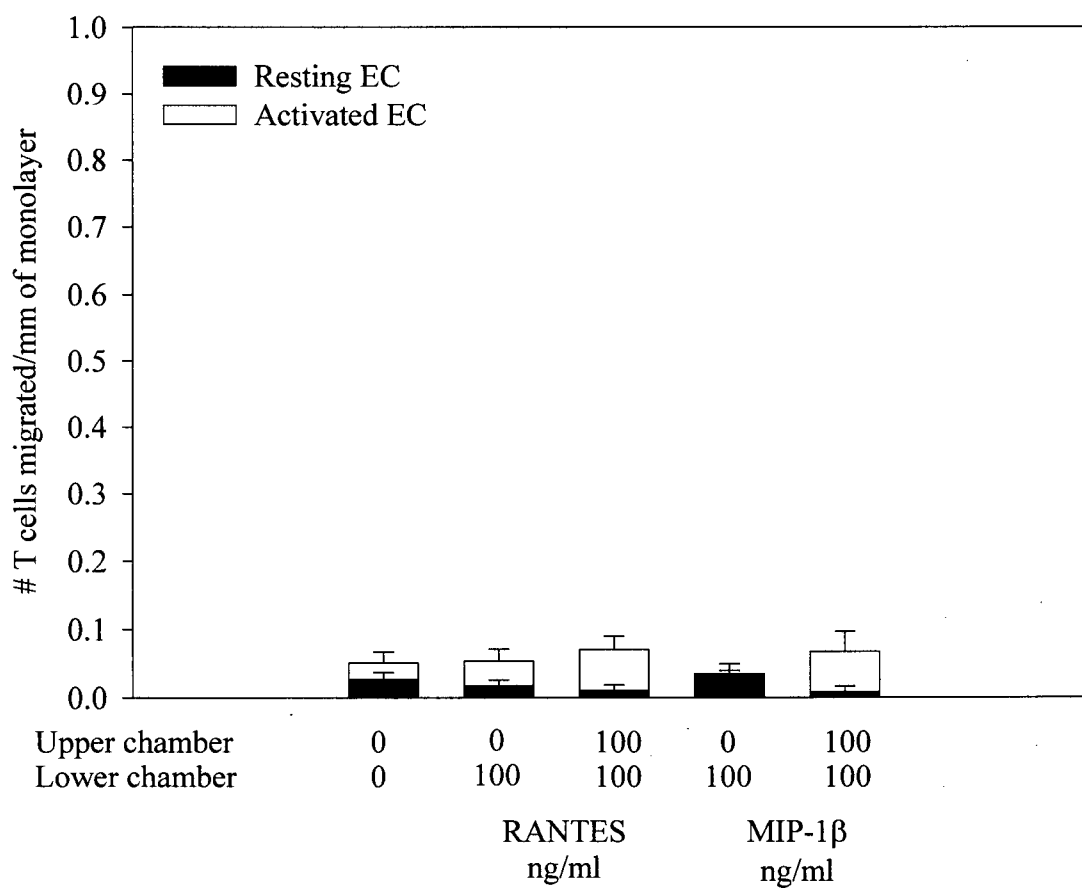 # T cells migrated/mm of monolayer
1.0
0.9
0.8
0.7
0.6
0.5
0.4
0.3
0.2
0.1
0.0
Resting EC
Activated EC
Upper chamber 0 0 100 0 100
Lower chamber 0 100 100 100 100
RANTES MIP-1β
ng/ml ng/ml